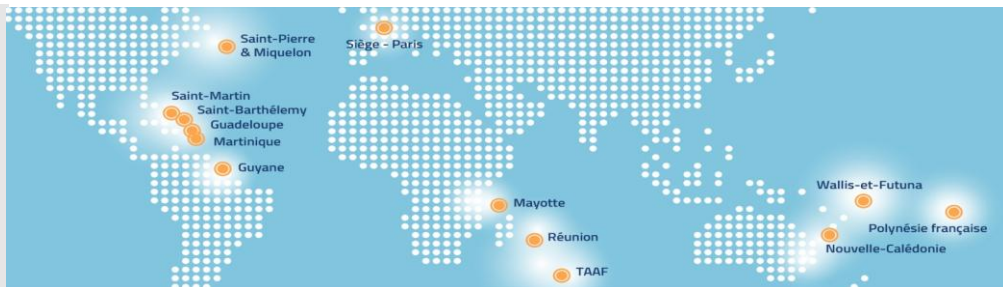 Saint-Pierre
& Miquelon
Siège - Paris
Saint-Martin
Saint-Barthélemy
Guadeloupe
Martinique
Guyane
Mayotte
Réunion
TAAF
Wallis-et-Futuna
Polynésie française
Nouvelle-Calédonie